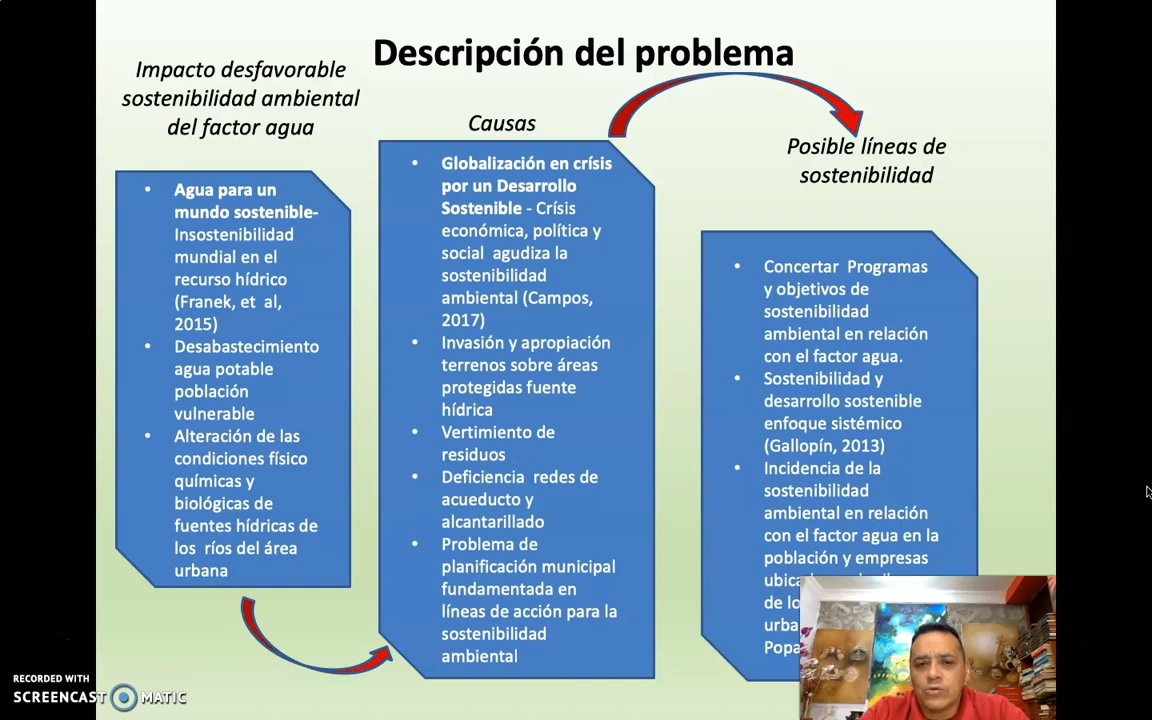 Descripción del problema
Impacto desfavorable
sostenibilidad ambiental
del factor agua
• Agua para un
mundo sostenible-
Insostenibilidad
mundial en el
recurso hídrico
(Franek, et al,
2015)
• Desabastecimiento
agua potable
población
vulnerable
• Alteración de las
condiciones físico
químicas y
biológicas de
fuentes hídricas de
los ríos del área
urbana
Causas
• Globalización en crísis
por un Desarrollo
Sostenible - Crísis
económica, política y
social agudiza la
sostenibilidad
ambiental (Campos,
2017)
• Invasión y apropiación
terrenos sobre áreas
protegidas fuente
hídrica
• Vertimiento de
residuos
• Deficiencia redes de
acueducto y
alcantarillado
• Problema de
planificación municipal
fundamentada en
líneas de acción para la
sostenibilidad
ambiental
Posible líneas de
sostenibilidad
• Concertar Programas
y objetivos de
sostenibilidad
ambiental en relación
con el factor agua.
• Sostenibilidad y
desarrollo sostenible
enfoque sistémico
(Gallopín, 2013)
• Incidencia de la
sostenibilidad
ambiental en relación
con el factor agua en la
población y empresas
de
RECORDED WITH
SCREENCAST MATIC